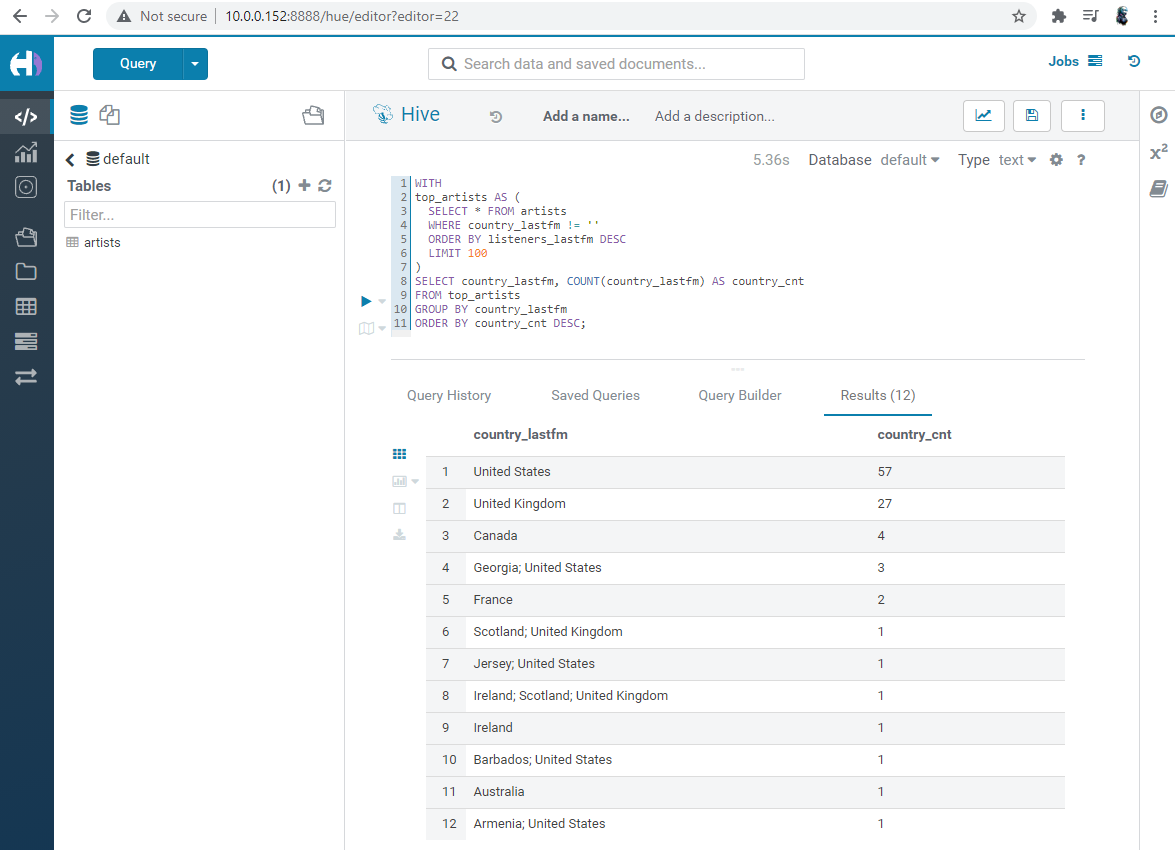 Not secure | 10.0.0.152:8888/hue/editor?editor=22
Query
Search data and saved documents...
Jobs
Hive
Add a name...
Add a description...
default
5.36s Database default Type text ?
Tables (1)
Filter...
artists
1 WITH
2 top_artists AS (
3 SELECT * FROM artists
4 WHERE country_lastfm != ''
5 ORDER BY listeners_lastfm DESC
6 LIMIT 100
7 )
8 SELECT country_lastfm, COUNT(country_lastfm) AS country_cnt
9 FROM top_artists
10 GROUP BY country_lastfm
11 ORDER BY country_cnt DESC;
Query History Saved Queries Query Builder Results (12)
country_lastfm country_cnt
1 United States 57
2 United Kingdom 27
3 Canada 4
4 Georgia; United States 3
5 France 2
6 Scotland; United Kingdom 1
7 Jersey; United States 1
8 Ireland; Scotland; United Kingdom 1
9 Ireland 1
10 Barbados; United States 1
11 Australia 1
12 Armenia; United States 1